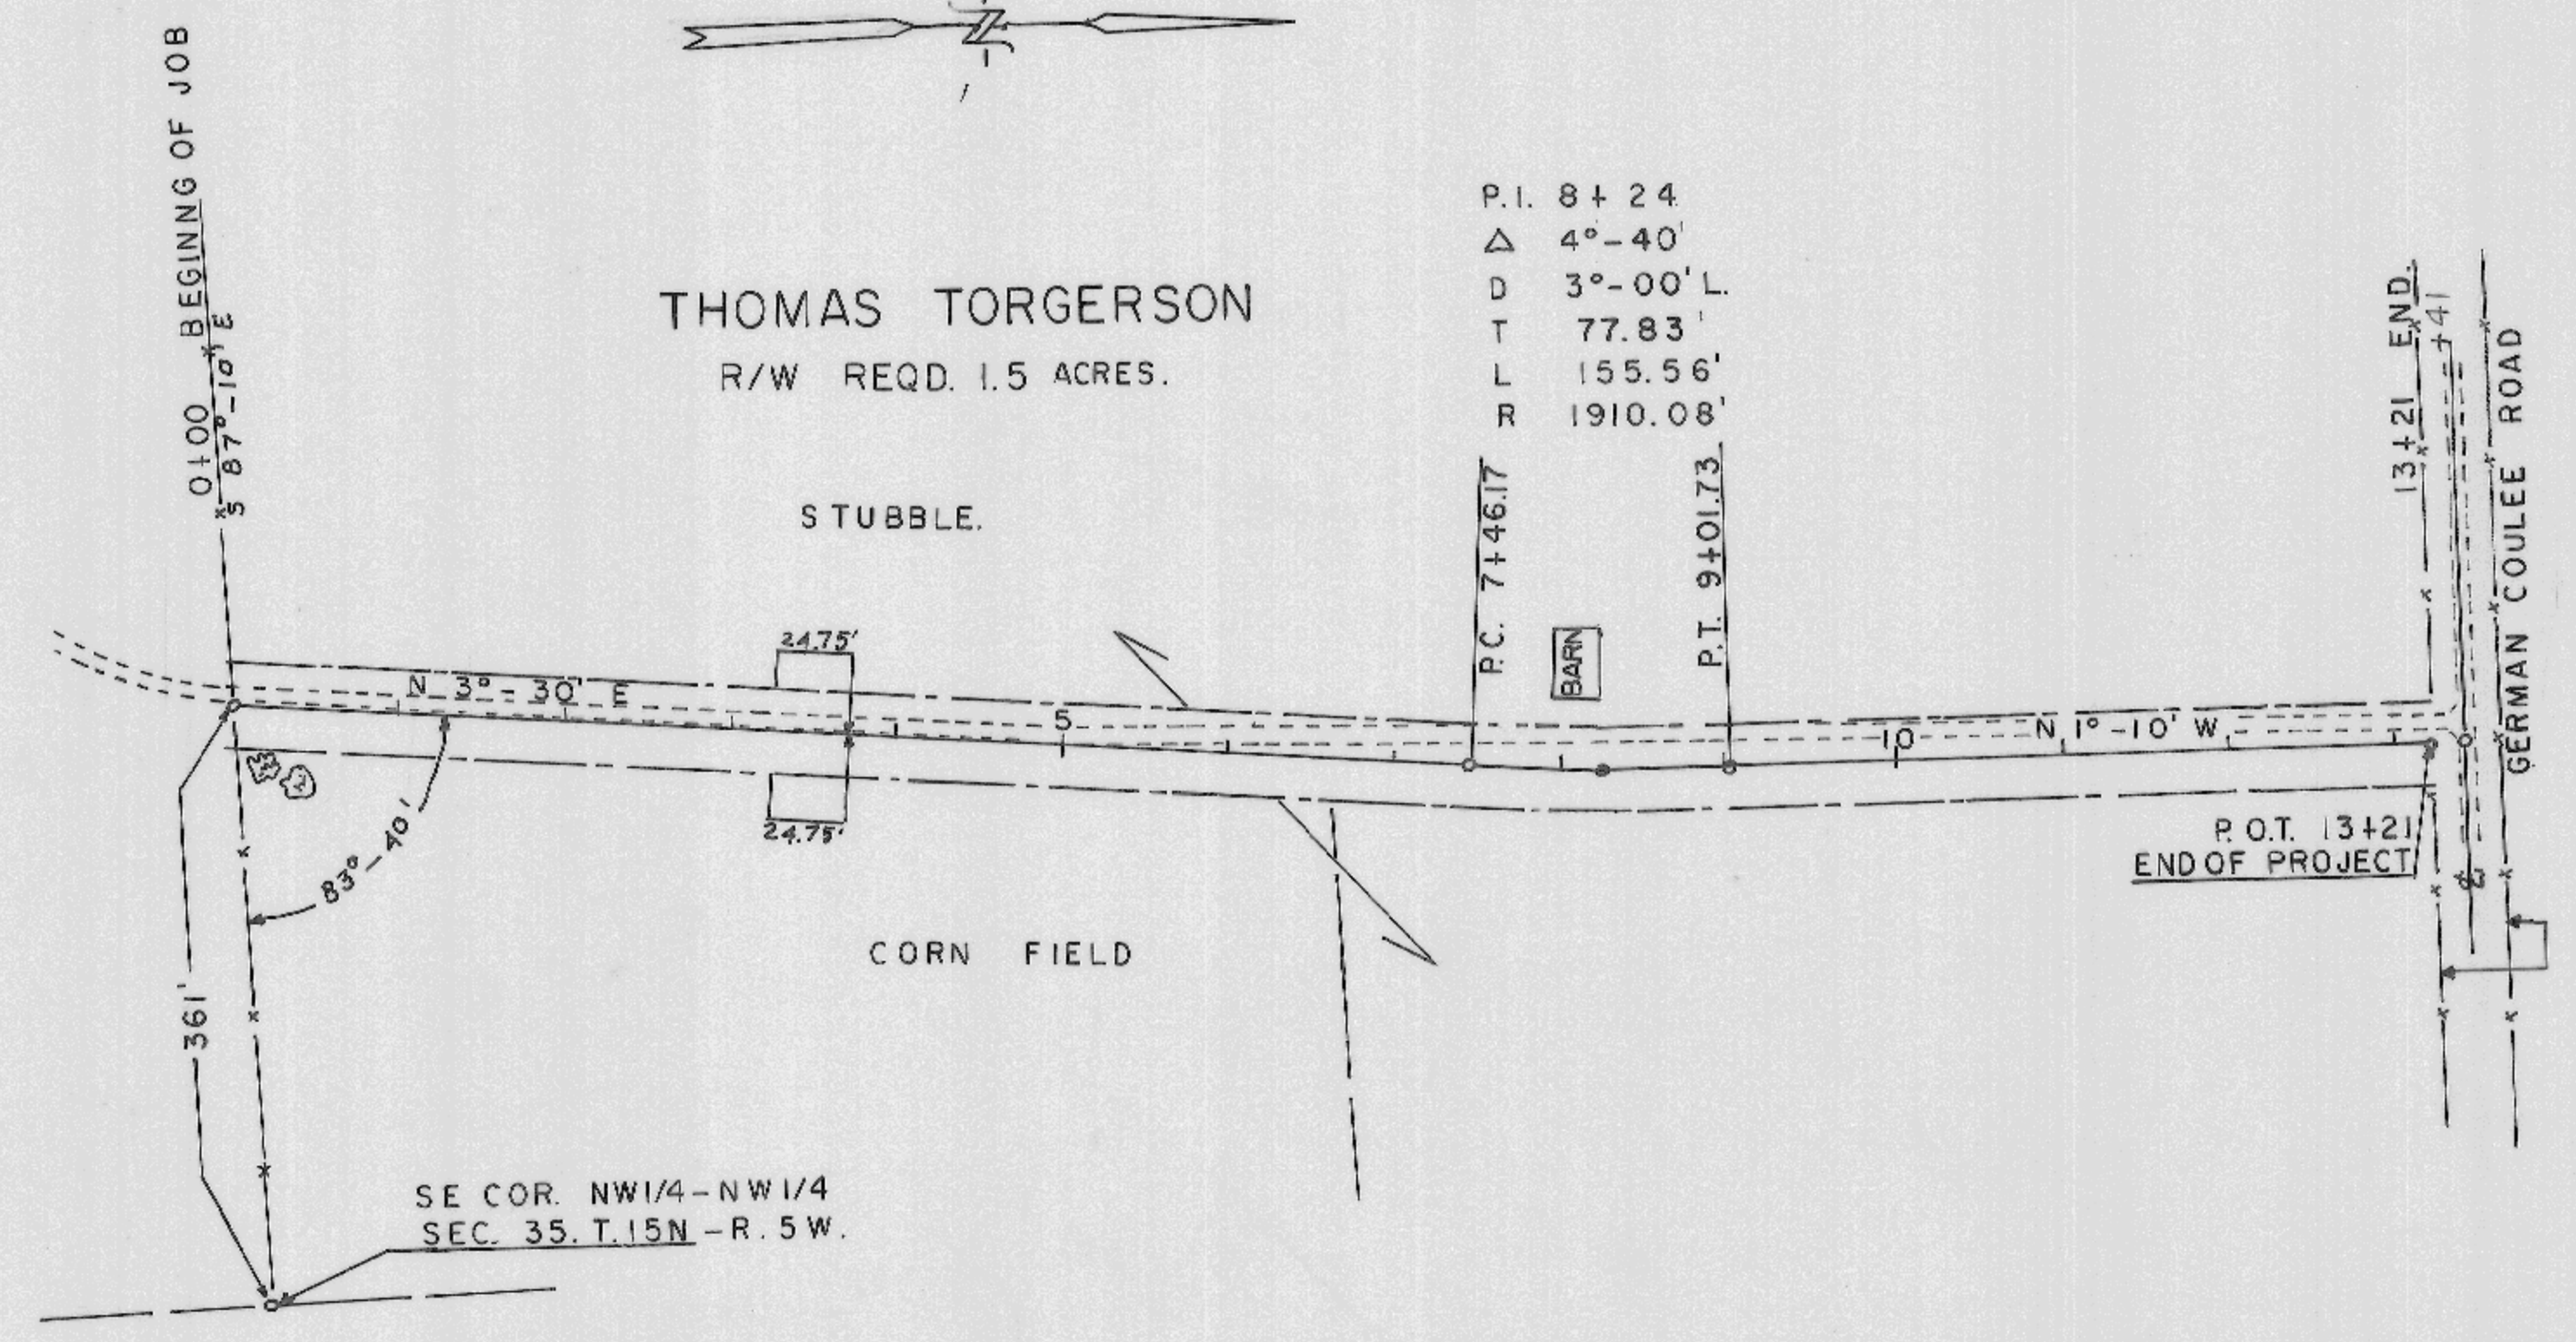 N
0+00 BEGINING OF JOB
S 87°-10' E
THOMAS TORGERSON
R/W REQD. 1.5 ACRES.
STUBBLE.
P.I. 8+24
△ 4°-40'
D 3°-00' L.
T 77.83'
L 155.56'
R 1910.08'
P.C. 7+46.17
BARN
P.T. 9+01.73
13+21 END.
+41
GERMAN COULEE ROAD
N 3°-30' E
24.75'
5
10
N 1°-10' W
24.75'
83°-40'
P.O.T. 13+21
END OF PROJECT
CORN FIELD
361'
SE COR. NW1/4-NW1/4
SEC. 35. T.15N-R.5W.